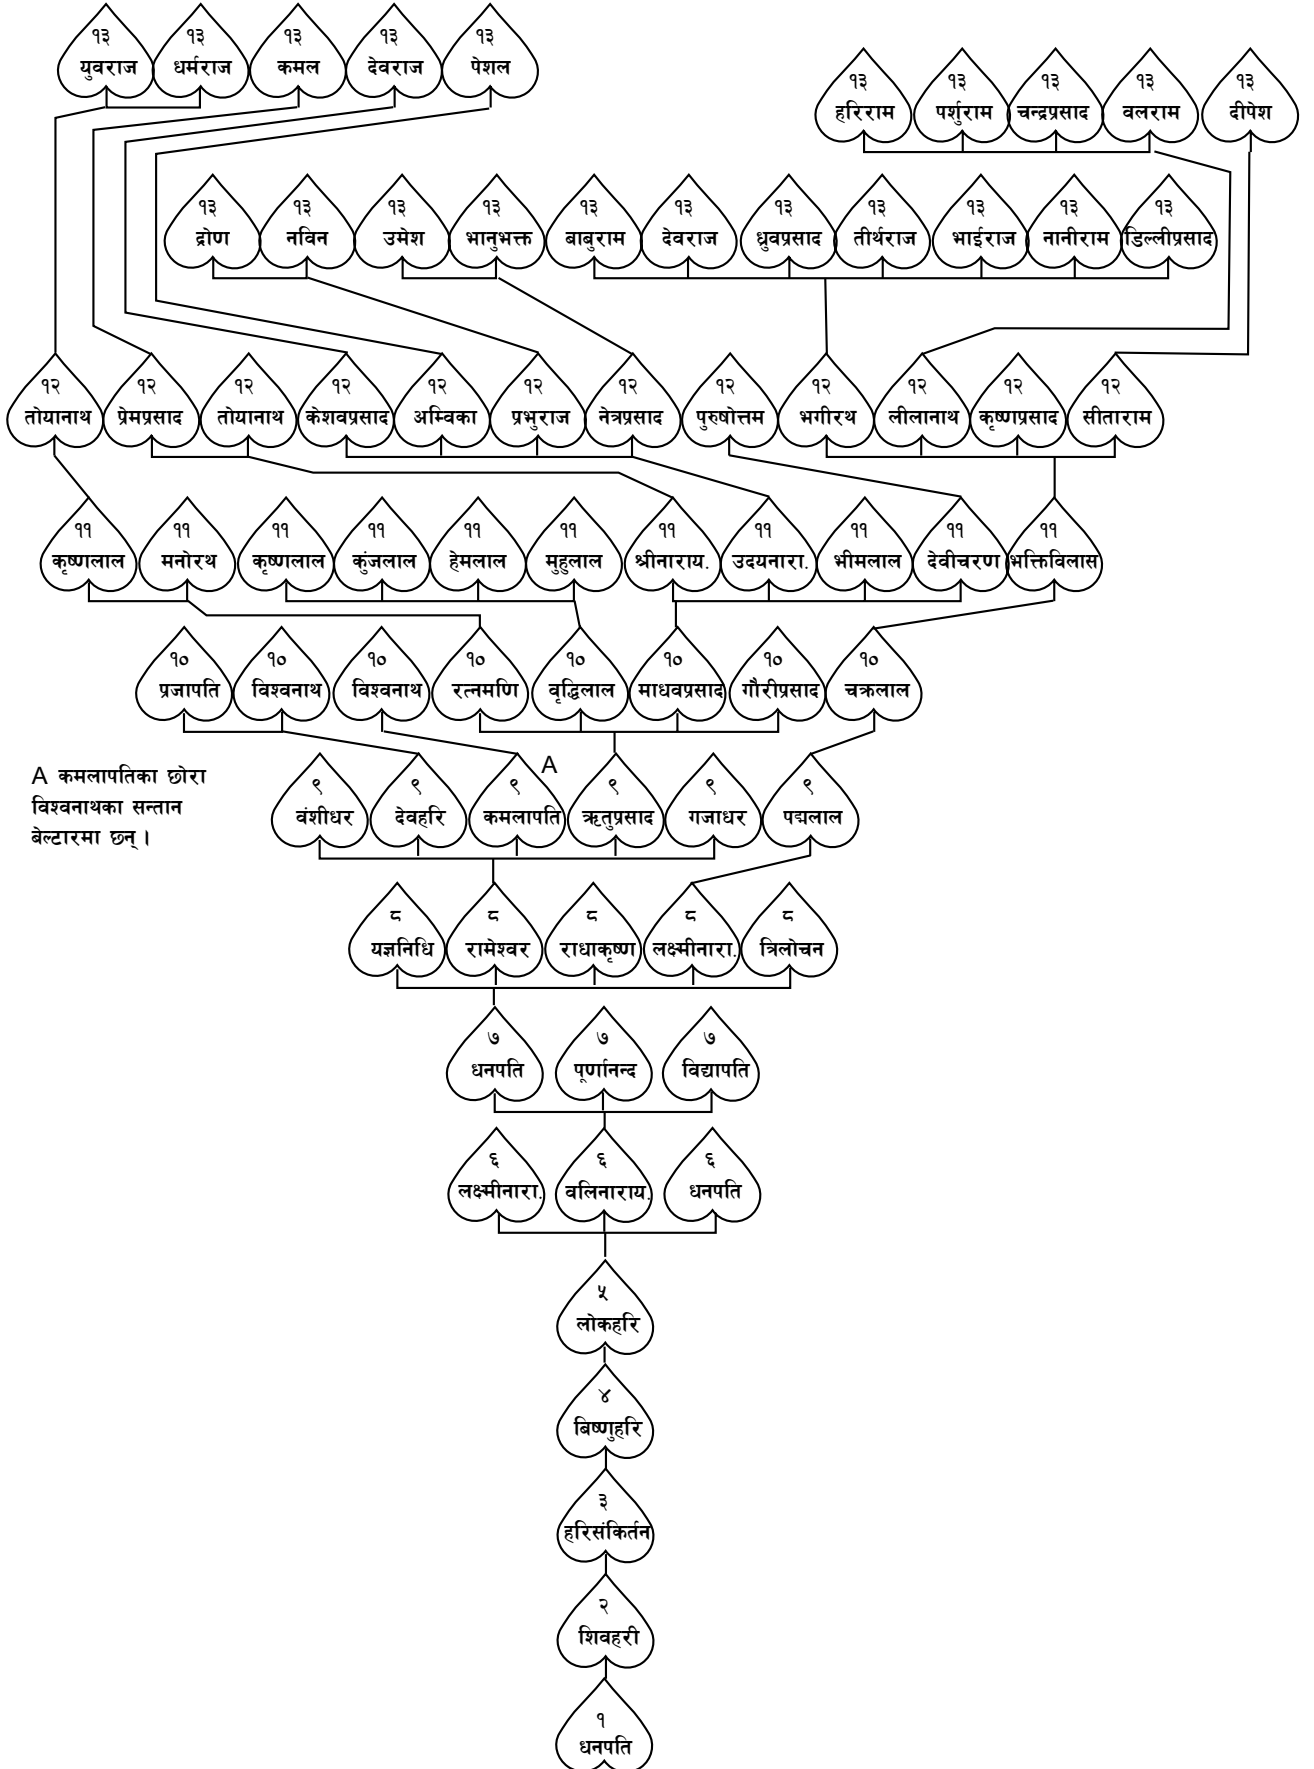 १३ १३ १३ १३ १३
युवराज धर्मराज कमल देवराज पेशल
१३ १३ १३ १३ १३
हरिराम पर्शुराम चन्द्रप्रसाद वलराम दीपेश
१३ १३ १३ १३ १३ १३ १३ १३ १३ १३ १३
द्रोण नविन उमेश भानुभक्त बाबुराम देवराज ध्रुवप्रसाद तीर्थराज भाईराज नानीराम डिल्लीप्रसाद
१२ १२ १२ १२ १२ १२ १२ १२ १२ १२ १२ १२
तोयानाथ प्रेमप्रसाद तोयानाथ केशवप्रसाद अम्विका प्रभुराज नेत्रप्रसाद पुरुषोत्तम भगीरथ लीलानाथ कृष्णप्रसाद सीताराम
११ ११ ११ ११ ११ ११ ११ ११ ११ ११ ११
कृष्णलाल मनोरथ कृष्णलाल कुंजलाल हेमलाल मुहुलाल श्रीनाराय. उदयनारा. भीमलाल देवीचरण भक्तिविलास
१० १० १० १० १० १० १० १०
प्रजापति विश्वनाथ विश्वनाथ रत्नमणि वृद्धिलाल माधवप्रसाद गौरीप्रसाद चक्रलाल
A
A कमलापतिका छोरा
विश्वनाथका सन्तान
बेल्टारमा छन् ।
९ ९ ९ ९ ९ ९
वंशीधर देवहरि कमलापति ऋतुप्रसाद गजाधर पद्मलाल
८ ८ ८ ८ ८
यज्ञनिधि रामेश्वर राधाकृष्ण लक्ष्मीनारा. त्रिलोचन
७ ७ ७
धनपति पूर्णानन्द विद्यापति
६ ६ ६
लक्ष्मीनारा. वलिनाराय. धनपति
५
लोकहरि
४
बिष्णुहरि
३
हरिसंकिर्तन
२
शिवहरी
१
धनपति